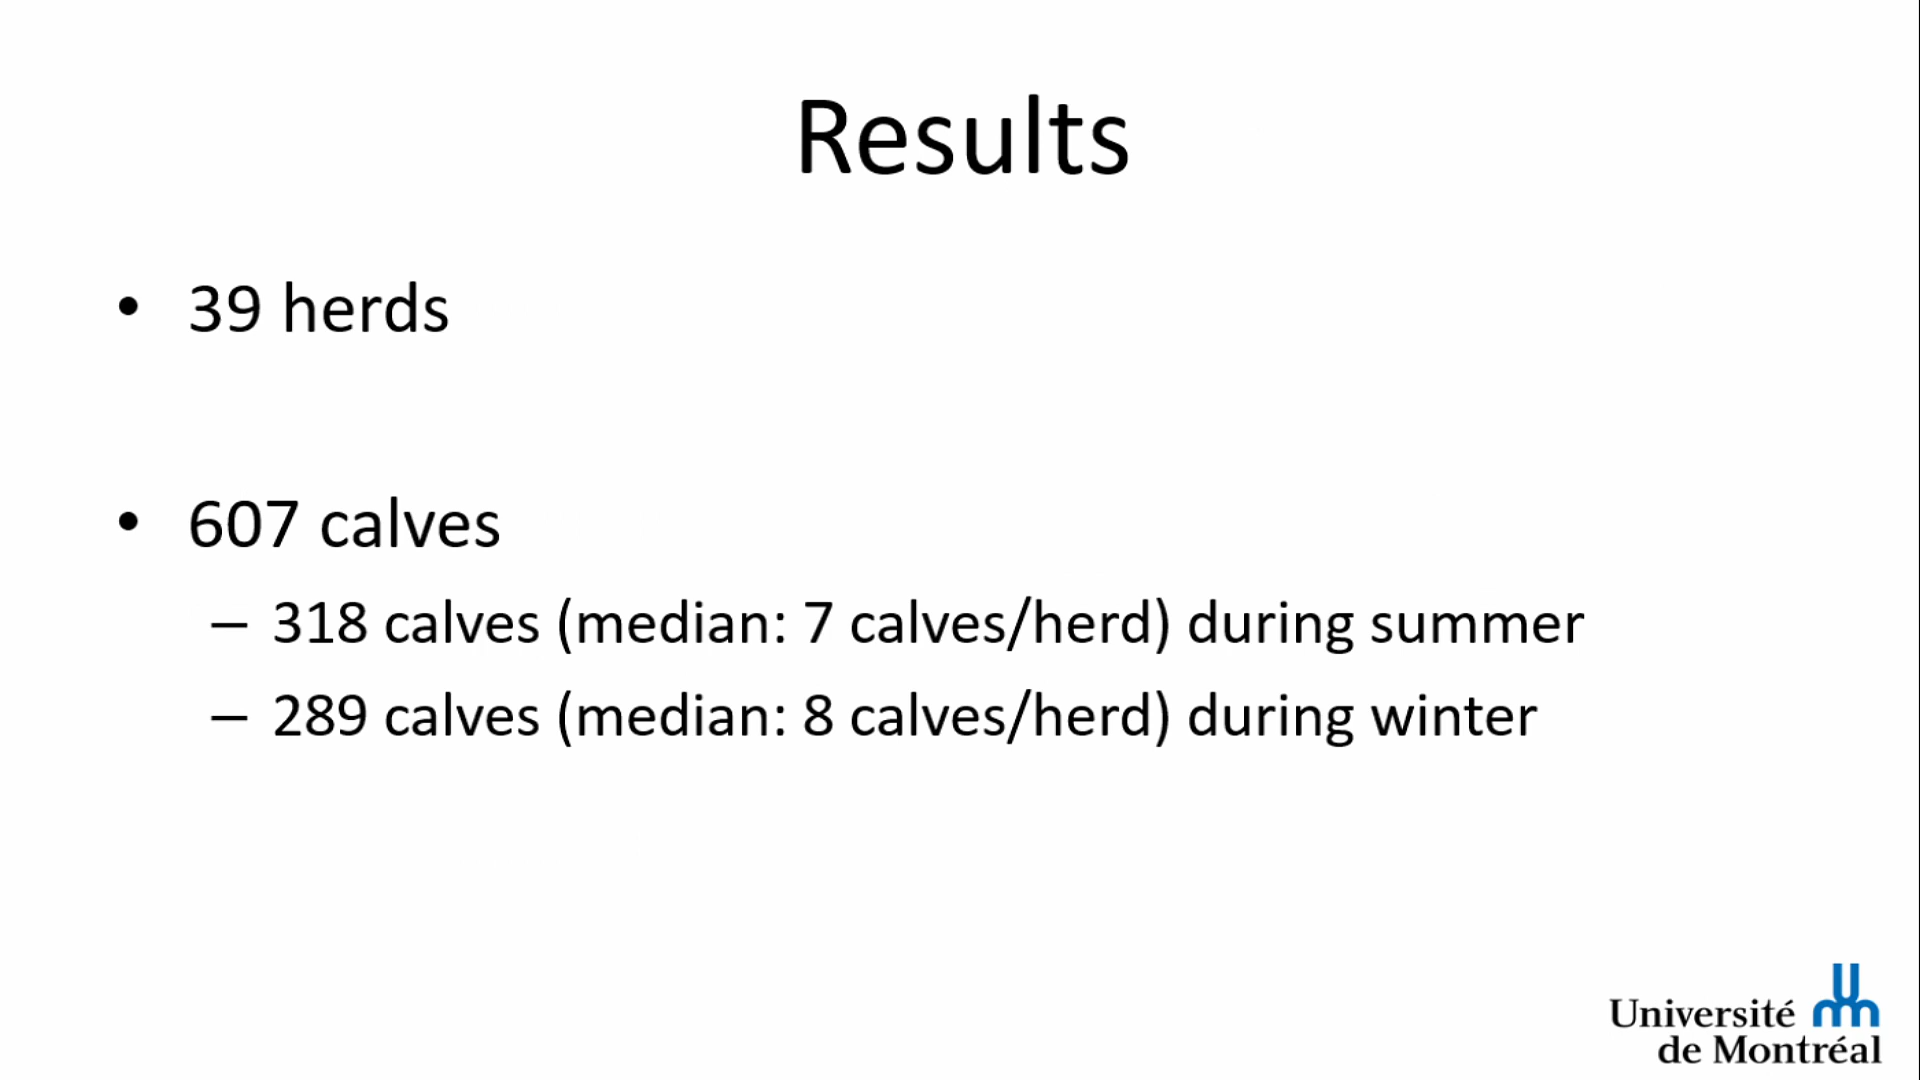 Results
• 39 herds
• 607 calves
– 318 calves (median: 7 calves/herd) during summer
– 289 calves (median: 8 calves/herd) during winter
Université
de Montréal